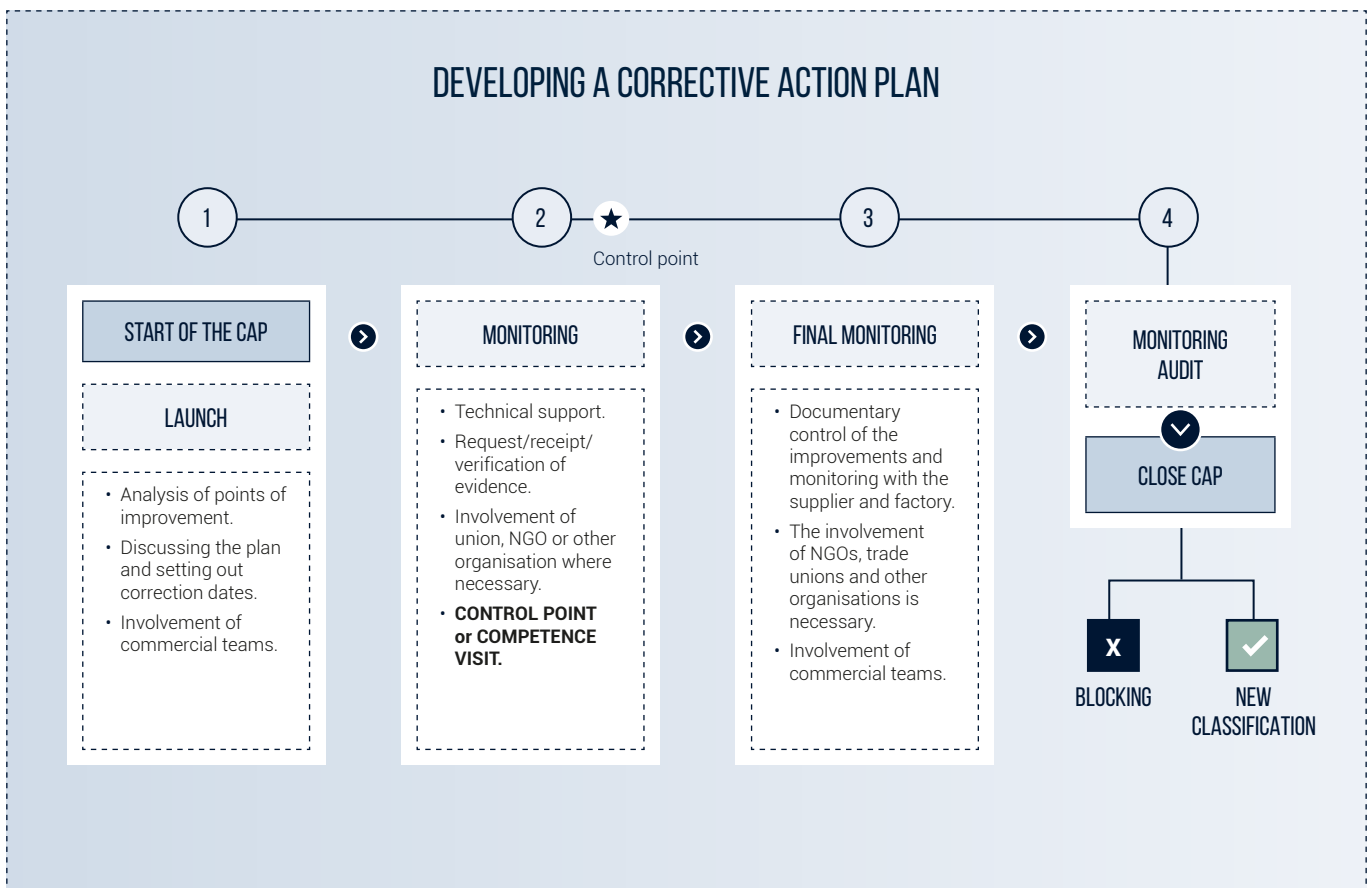 DEVELOPING A CORRECTIVE ACTION PLAN
1
2
3
4
Control point
START OF THE CAP
LAUNCH
• Analysis of points of
improvement.
• Discussing the plan
and setting out
correction dates.
• Involvement of
commercial teams.
MONITORING
• Technical support.
• Request/receipt/
verification of
evidence.
• Involvement of
union, NGO or other
organisation where
necessary.
• CONTROL POINT
or COMPETENCE
VISIT.
FINAL MONITORING
• Documentary
control of the
improvements and
monitoring with the
supplier and factory.
• The involvement
of NGOs, trade
unions and other
organisations is
necessary.
• Involvement of
commercial teams.
MONITORING
AUDIT
CLOSE CAP
X
BLOCKING
NEW
CLASSIFICATION